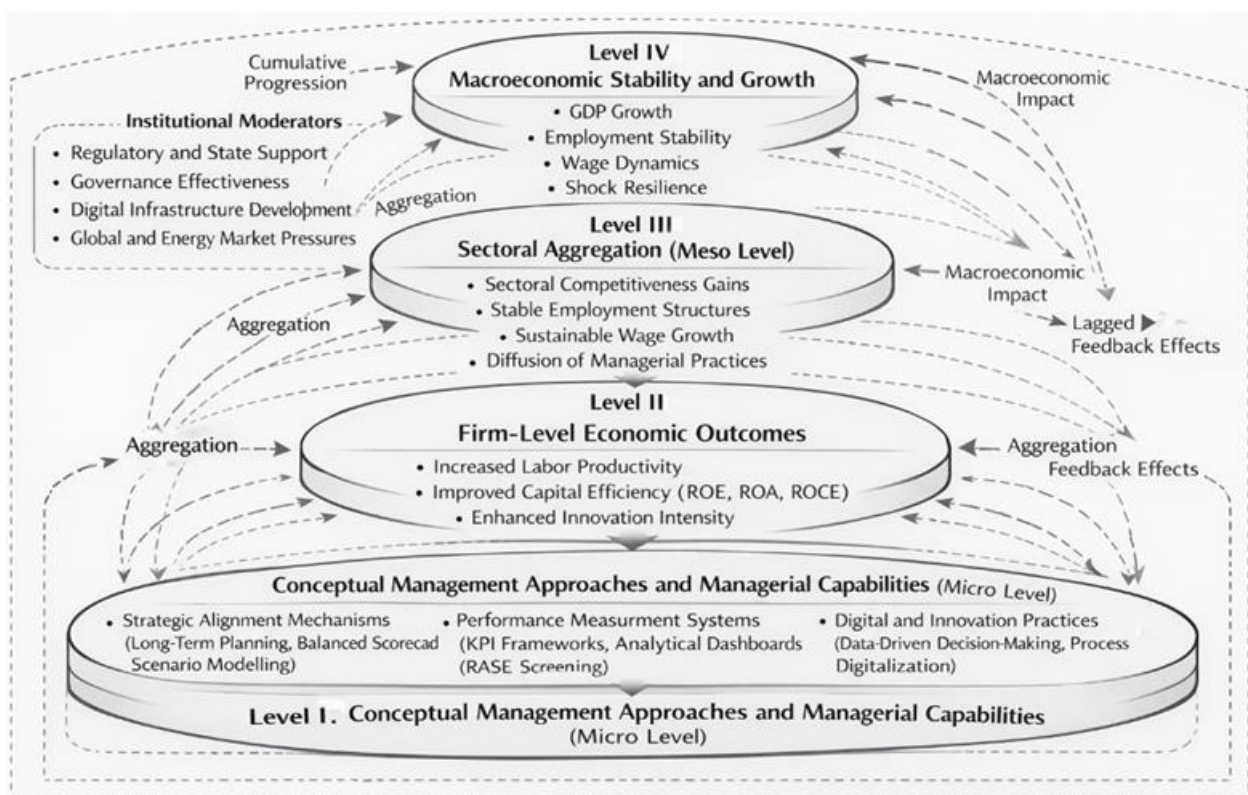 Level IV
Macroeconomic Stability and Growth
• GDP Growth
• Employment Stability
• Wage Dynamics
• Shock Resilience
Cumulative
Progression
Macroeconomic
Impact
Institutional Moderators
• Regulatory and State Support
• Governance Effectiveness
• Digital Infrastructure Development
• Global and Energy Market Pressures
Aggregation
Level III
Sectoral Aggregation (Meso Level)
• Sectoral Competitiveness Gains
• Stable Employment Structures
• Sustainable Wage Growth
• Diffusion of Managerial Practices
Aggregation
Macroeconomic
Impact
Lagged
Feedback Effects
Level II
Firm-Level Economic Outcomes
• Increased Labor Productivity
• Improved Capital Efficiency (ROE, ROA, ROCE)
• Enhanced Innovation Intensity
Aggregation
Aggregation
Feedback Effects
Conceptual Management Approaches and Managerial Capabilities (Micro Level)
• Strategic Alignment Mechanisms
(Long-Term Planning, Balanced Scorecad
Scenario Modelling)
• Performance Measurment Systems
(KPI Frameworks, Analytical Dashboards
(RASE Screening)
• Digital and Innovation Practices
(Data-Driven Decision-Making, Process
Digitalization)
Level I. Conceptual Management Approaches and Managerial Capabilities
(Micro Level)